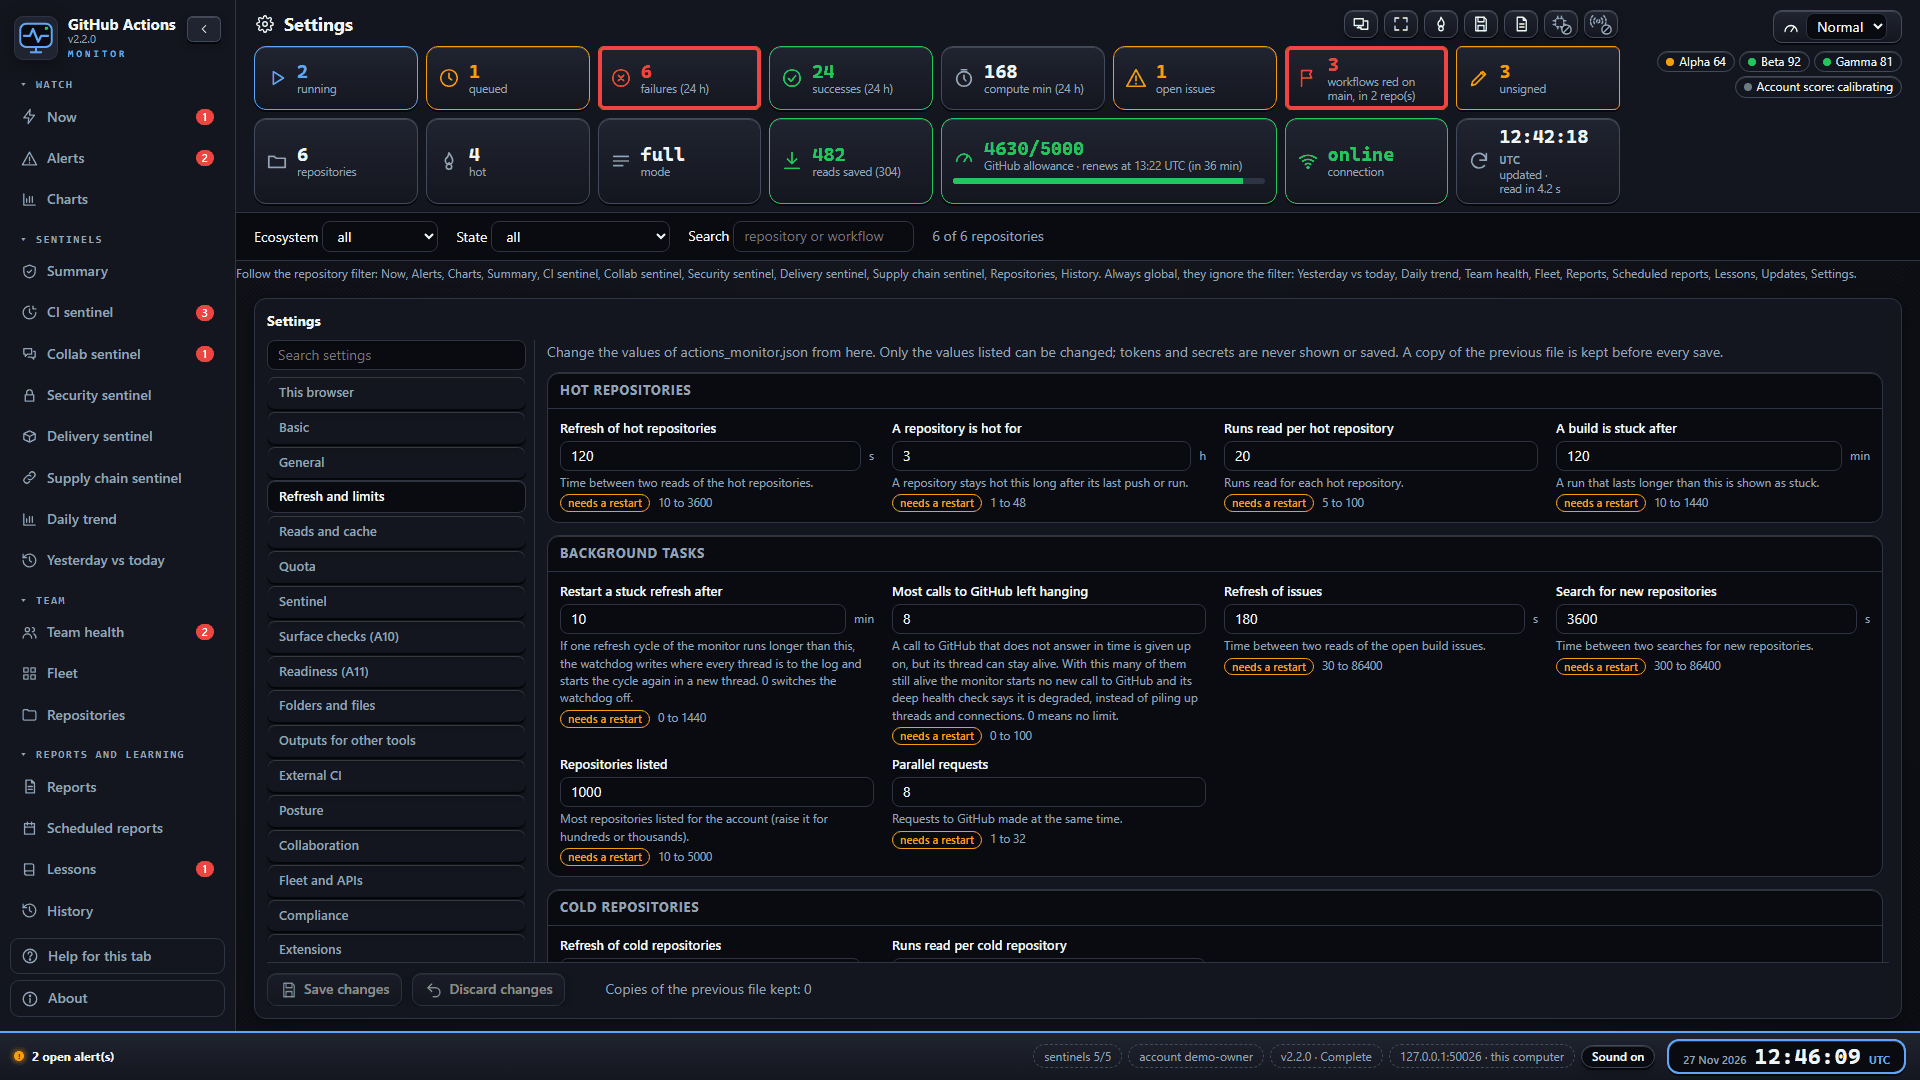 GitHub Actions
v2.2.0
MONITOR
WATCH
Now 1
Alerts 2
Charts
SENTINELS
Summary
CI sentinel 3
Collab sentinel 1
Security sentinel
Delivery sentinel
Supply chain sentinel
Daily trend
Yesterday vs today
TEAM
Team health 2
Fleet
Repositories
REPORTS AND LEARNING
Reports
Scheduled reports
Lessons 1
History
Help for this tab
About
Settings
Normal
2
running
1
queued
6
failures (24 h)
24
successes (24 h)
168
compute min (24 h)
1
open issues
3
workflows red on
main, in 2 repo(s)
3
unsigned
Alpha 64
Beta 92
Gamma 81
Account score: calibrating
6
repositories
4
hot
full
mode
482
reads saved (304)
4630/5000
GitHub allowance · renews at 13:22 UTC (in 36 min)
online
connection
12:42:18
UTC
updated ·
read in 4.2 s
Ecosystem all
State all
Search repository or workflow
6 of 6 repositories
Follow the repository filter: Now, Alerts, Charts, Summary, CI sentinel, Collab sentinel, Security sentinel, Delivery sentinel, Supply chain sentinel, Repositories, History. Always global, they ignore the filter: Yesterday vs today, Daily trend, Team health, Fleet, Reports, Scheduled reports, Lessons, Updates, Settings.
Settings
Search settings
This browser
Basic
General
Refresh and limits
Reads and cache
Quota
Sentinel
Surface checks (A10)
Readiness (A11)
Folders and files
Outputs for other tools
External CI
Posture
Collaboration
Fleet and APIs
Compliance
Extensions
Change the values of actions_monitor.json from here. Only the values listed can be changed; tokens and secrets are never shown or saved. A copy of the previous file is kept before every save.
HOT REPOSITORIES
Refresh of hot repositories
120 s
Time between two reads of the hot repositories.
needs a restart 10 to 3600
A repository is hot for
3 h
A repository stays hot this long after its last push or run.
needs a restart 1 to 48
Runs read per hot repository
20
Runs read for each hot repository.
needs a restart 5 to 100
A build is stuck after
120 min
A run that lasts longer than this is shown as stuck.
needs a restart 10 to 1440
BACKGROUND TASKS
Restart a stuck refresh after
10 min
If one refresh cycle of the monitor runs longer than this,
the watchdog writes where every thread is to the log and
starts the cycle again in a new thread. 0 switches the
watchdog off.
needs a restart 0 to 1440
Most calls to GitHub left hanging
8
A call to GitHub that does not answer in time is given up
on, but its thread can stay alive. With this many of them
still alive the monitor starts no new call to GitHub and its
deep health check says it is degraded, instead of piling up
threads and connections. 0 means no limit.
needs a restart 0 to 100
Refresh of issues
180 s
Time between two reads of the open build issues.
needs a restart 30 to 86400
Search for new repositories
3600 s
Time between two searches for new repositories.
needs a restart 300 to 86400
Repositories listed
1000
Most repositories listed for the account (raise it for
hundreds or thousands).
needs a restart 10 to 5000
Parallel requests
8
Requests to GitHub made at the same time.
needs a restart 1 to 32
COLD REPOSITORIES
Refresh of cold repositories
Runs read per cold repository
Save changes
Discard changes
Copies of the previous file kept: 0
2 open alert(s)
sentinels 5/5
account demo-owner
v2.2.0 · Complete
127.0.0.1:50026 · this computer
Sound on
27 Nov 2026 12:46:09 UTC